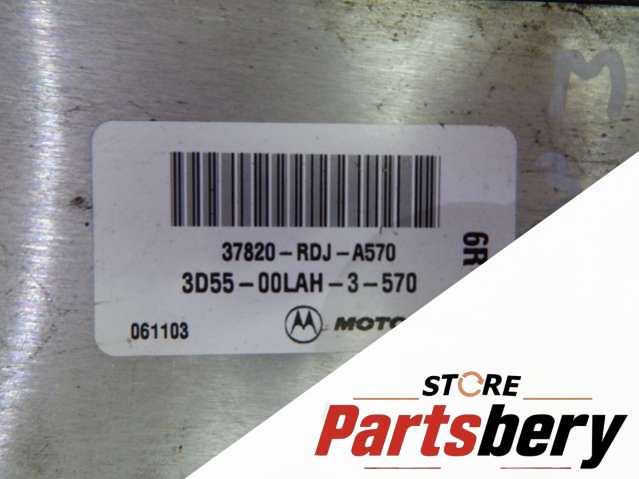 M
37820-RDJ-A570
6R
3D55-00LAH-3-570
061103
STORE
Partsbery